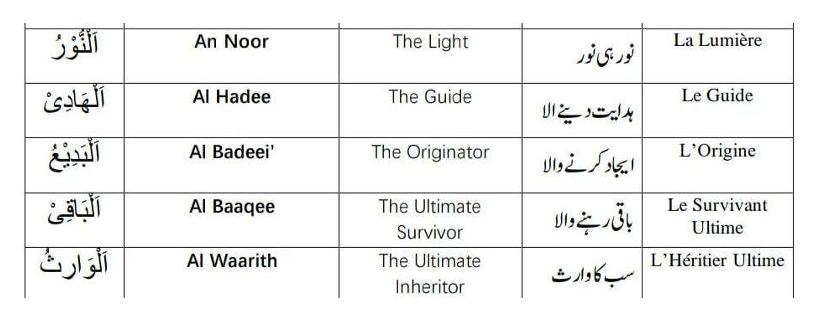 اَلنُّوْرُ An Noor The Light نور ہی نور La Lumière
اَلْهَادِیْ Al Hadee The Guide ہدایت دینے والا Le Guide
اَلْبَدِيْعُ Al Badeei' The Originator ایجاد کرنے والا L'Origine
اَلْبَاقِیْ Al Baaqee The Ultimate باقی رہنے والا Le Survivant
Survivor Ultime
اَلْوَارِثُ Al Waarith The Ultimate سب کا وارث L'Héritier Ultime
Inheritor